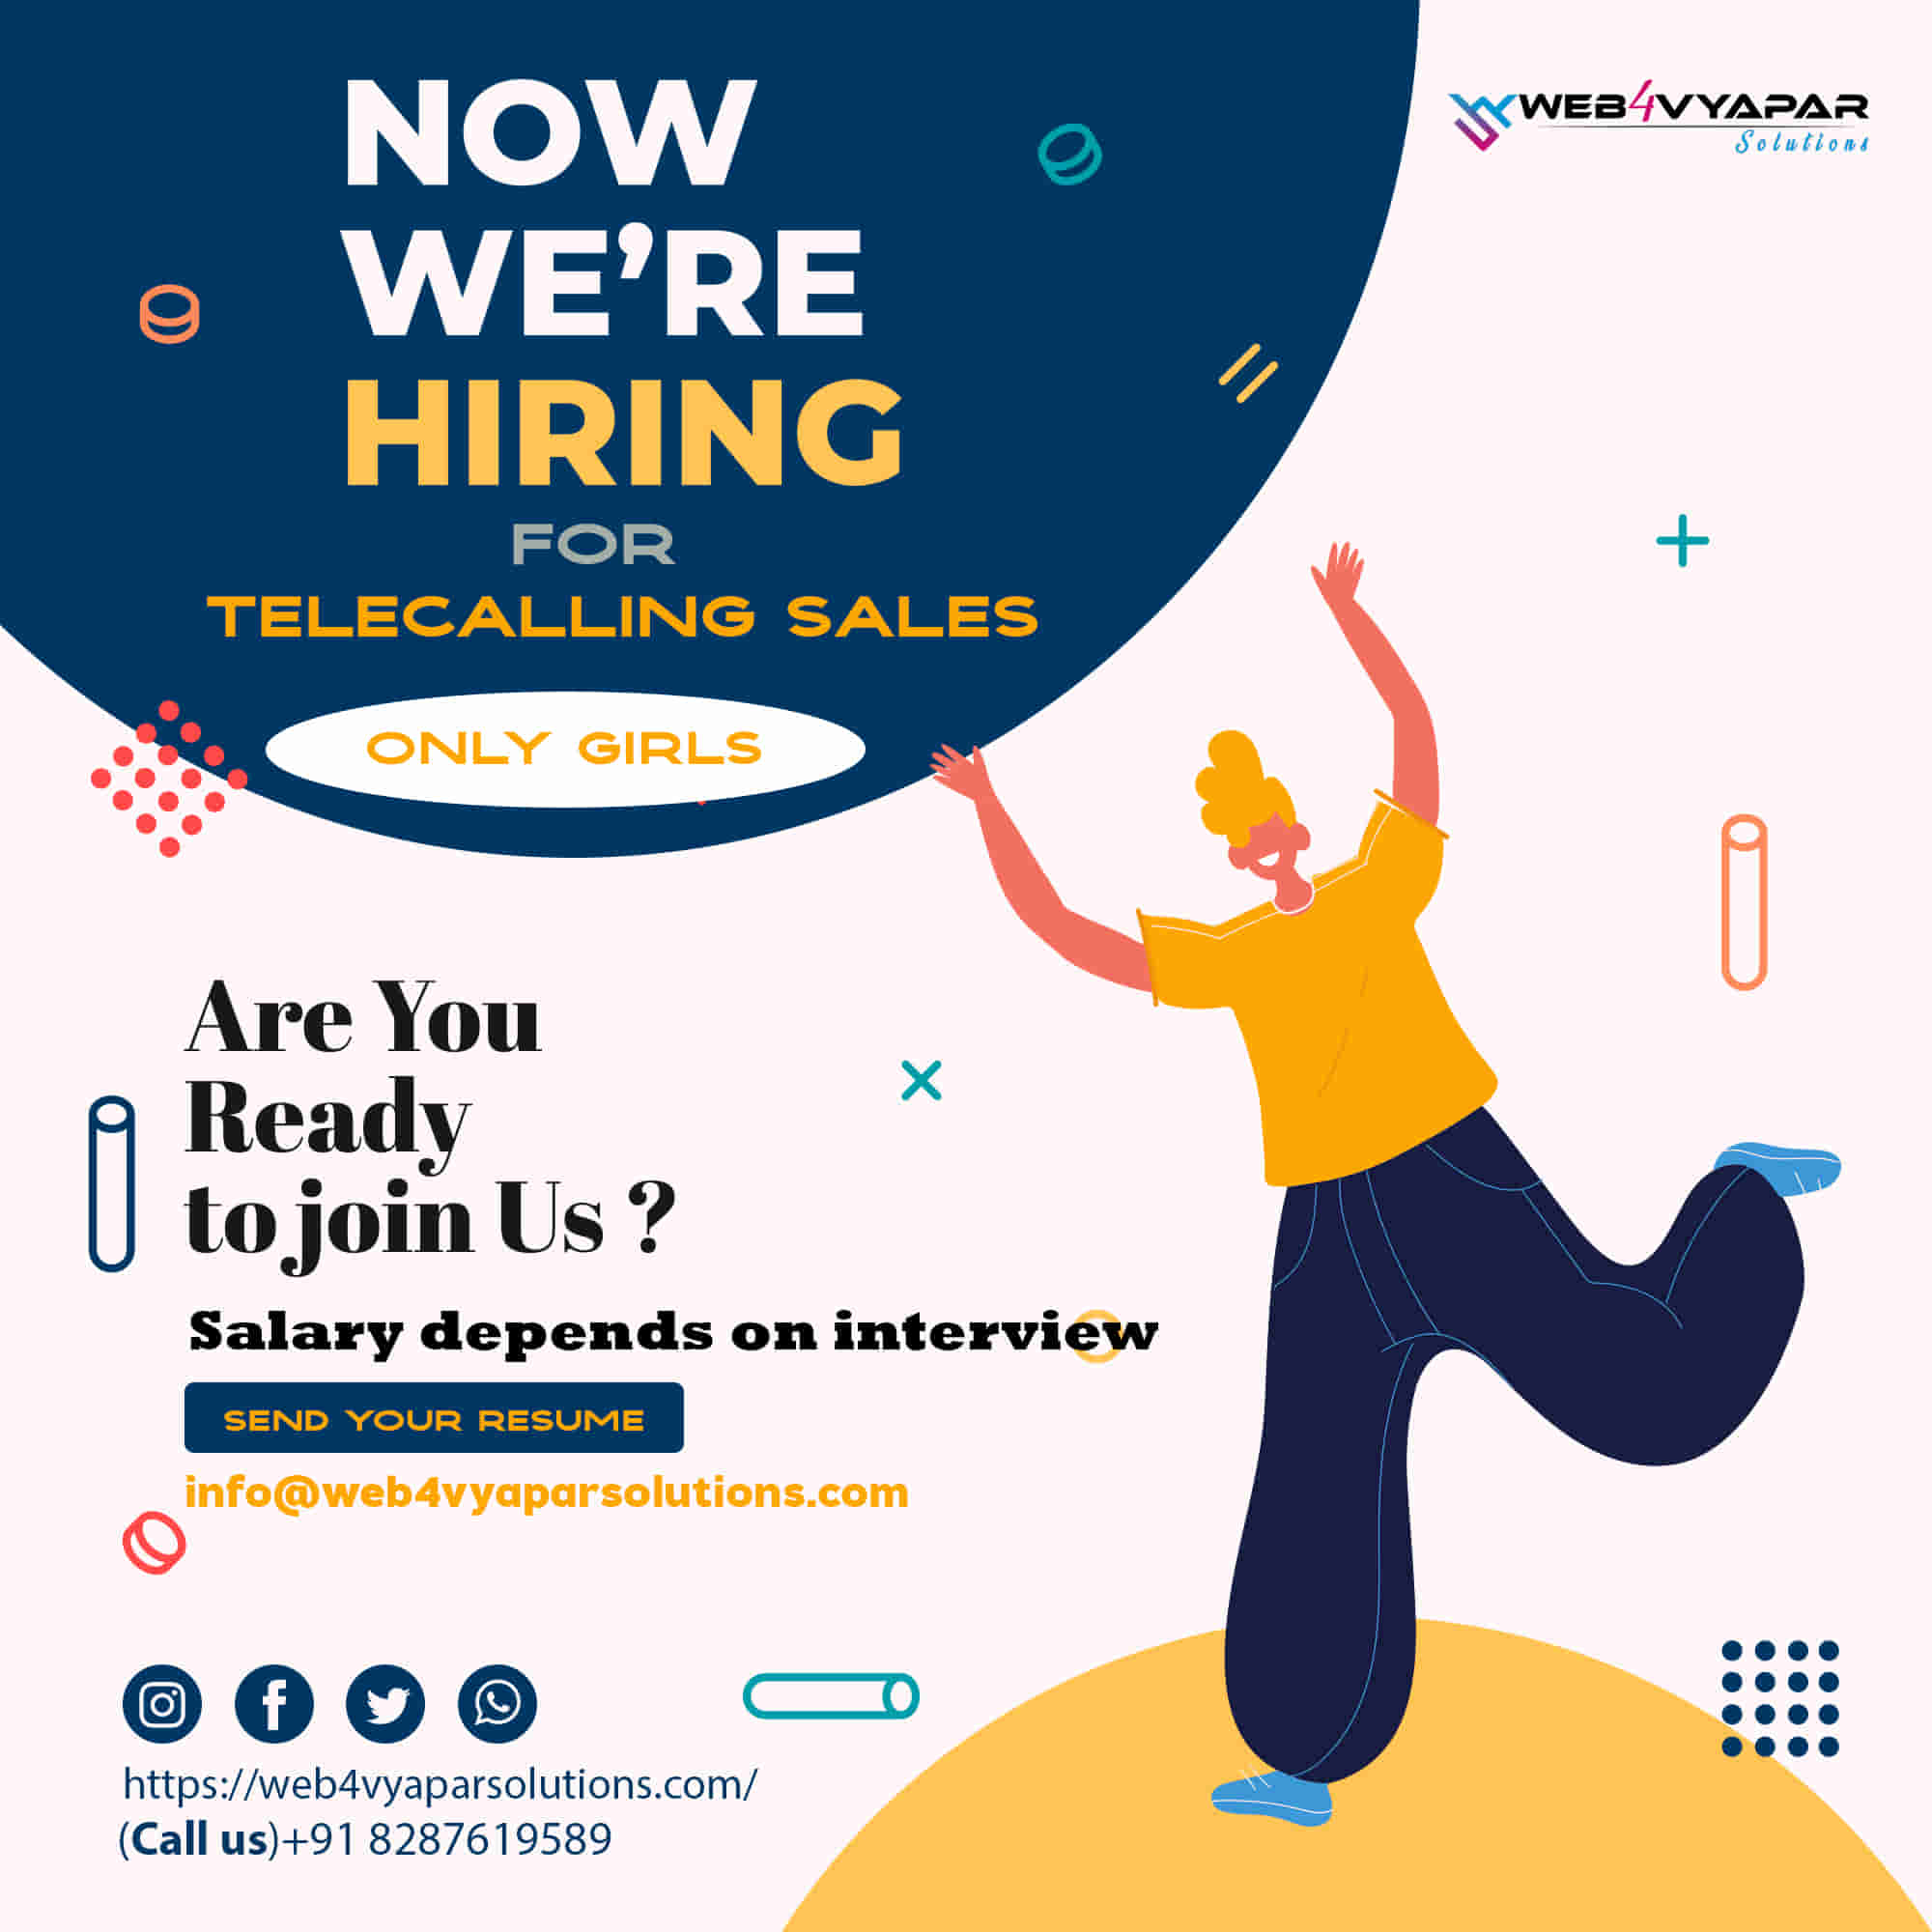 NOW
WE’RE
HIRING
FOR
TELECALLING SALES
ONLY GIRLS
WEB4VYAPAR
Solutions
Are You
Ready
to join Us ?
Salary depends on interview
SEND YOUR RESUME
info@web4vyaparsolutions.com
https://web4vyaparsolutions.com/
(Call us)+91 8287619589